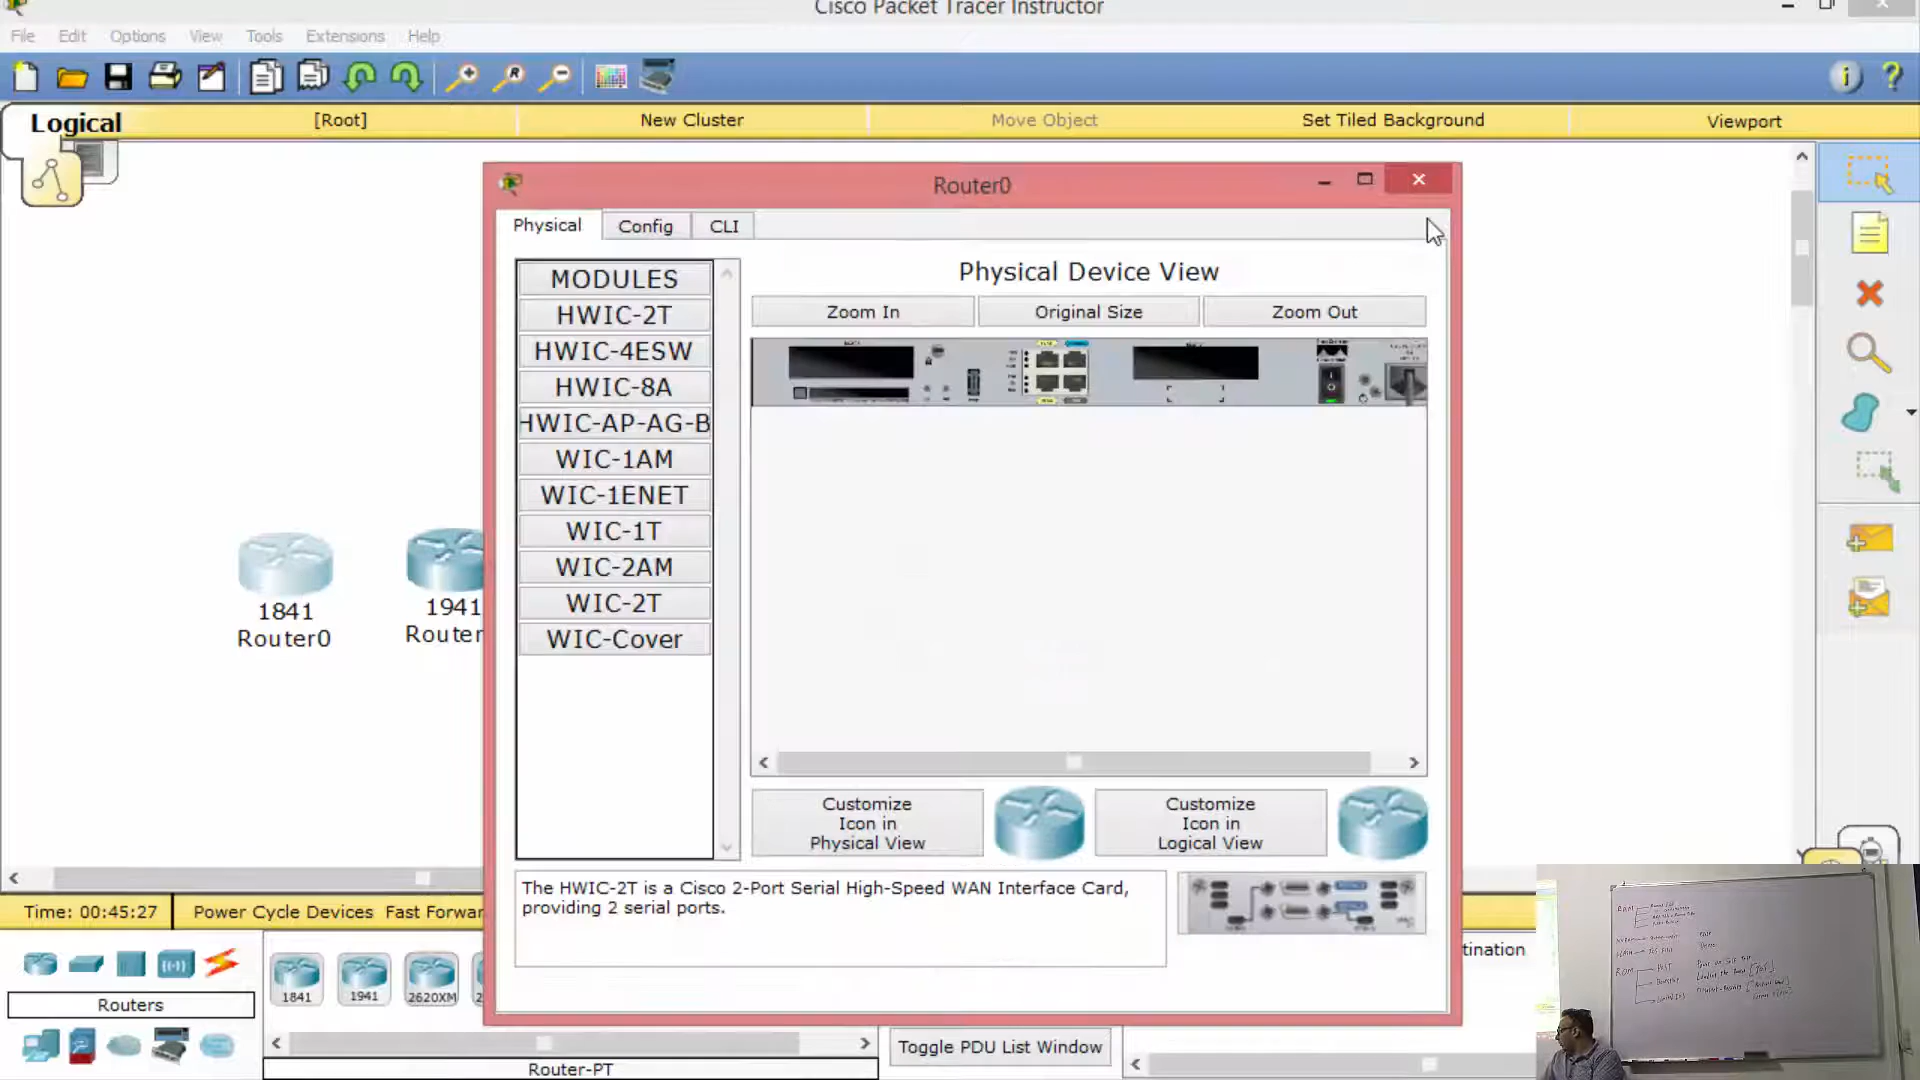 Cisco Packet Tracer Instructor
File Edit Options View Tools Extensions Help
Logical [Root] New Cluster Move Object Set Tiled Background Viewport
Router0
Physical Config CLI
MODULES
HWIC-2T
HWIC-4ESW
HWIC-8A
HWIC-AP-AG-B
WIC-1AM
WIC-1ENET
WIC-1T
WIC-2AM
WIC-2T
WIC-Cover
Physical Device View
Zoom In Original Size Zoom Out
1841
Router0
1941
Router
Customize
Icon in
Physical View
Customize
Icon in
Logical View
The HWIC-2T is a Cisco 2-Port Serial High-Speed WAN Interface Card,
providing 2 serial ports.
Time: 00:45:27 Power Cycle Devices Fast Forwar
tination
Routers
1841 1941 2620XM
Router-PT
Toggle PDU List Window
RAM
ROM
POST